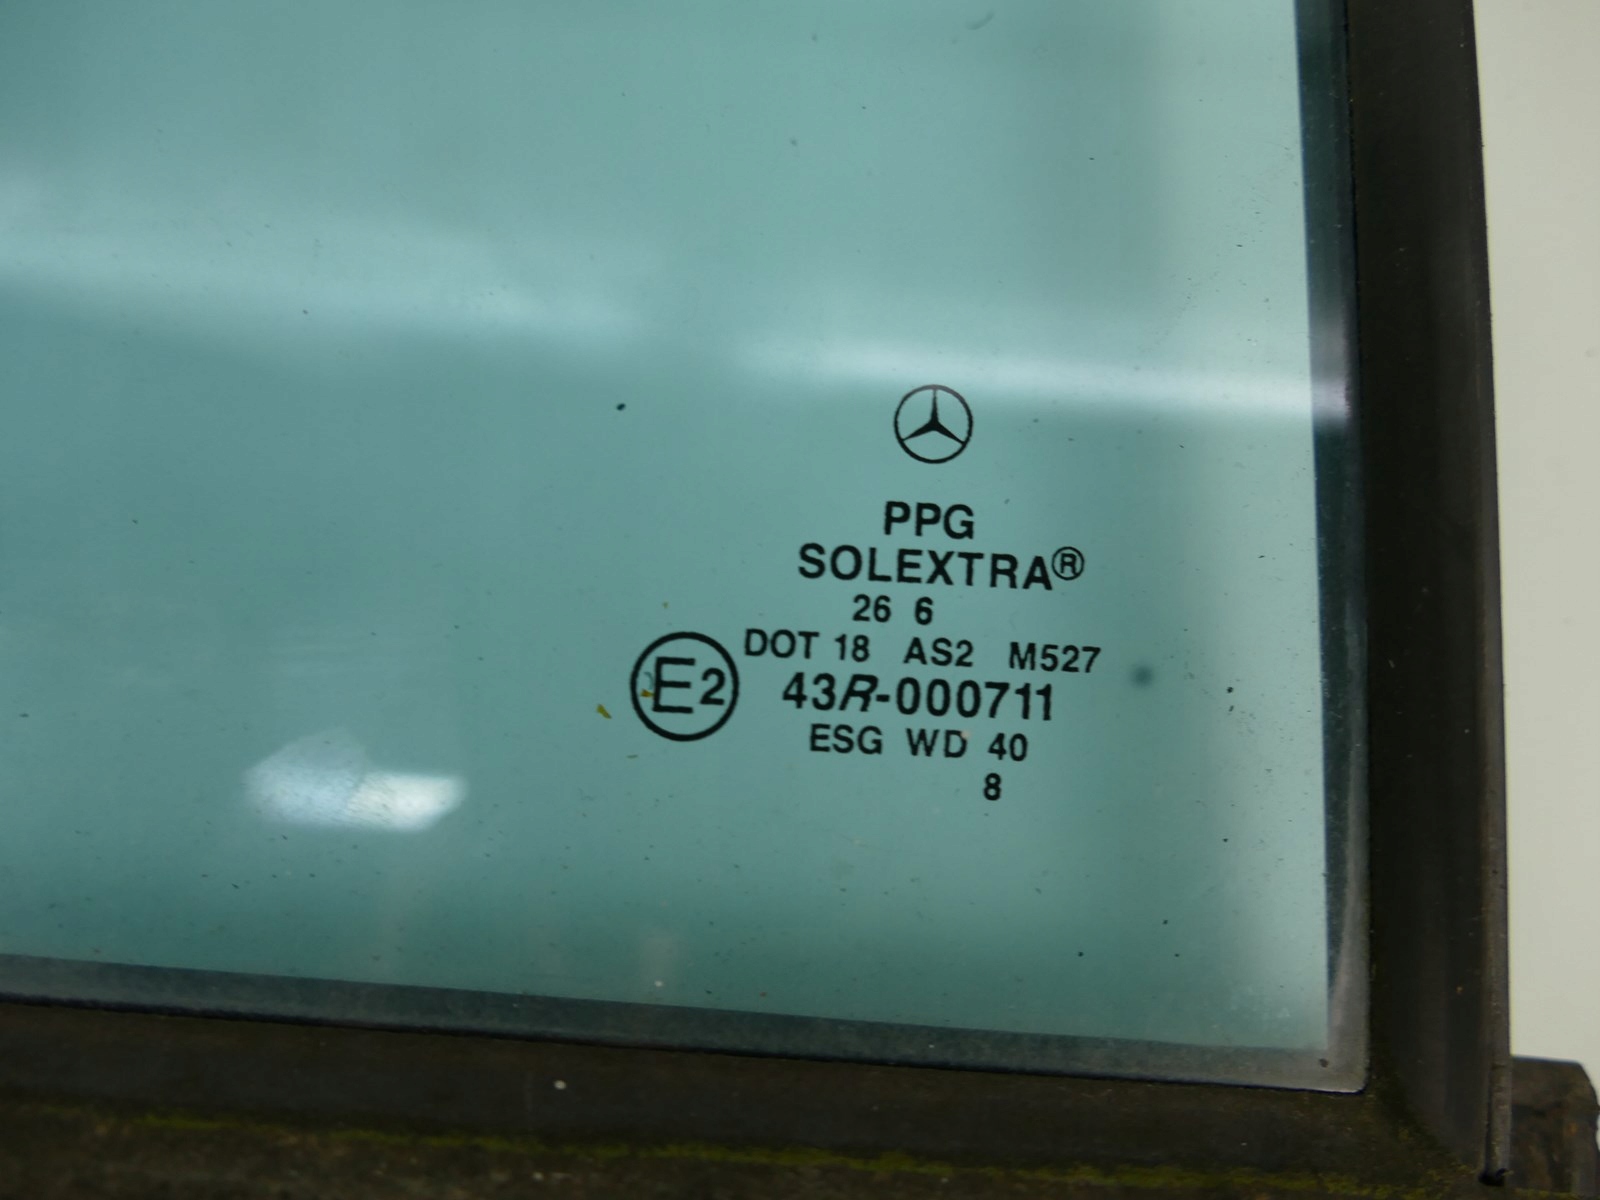 PPG
SOLEXTRA®
26 6
DOT 18 AS2 M527
E2 43R-000711
ESG WD 40
8